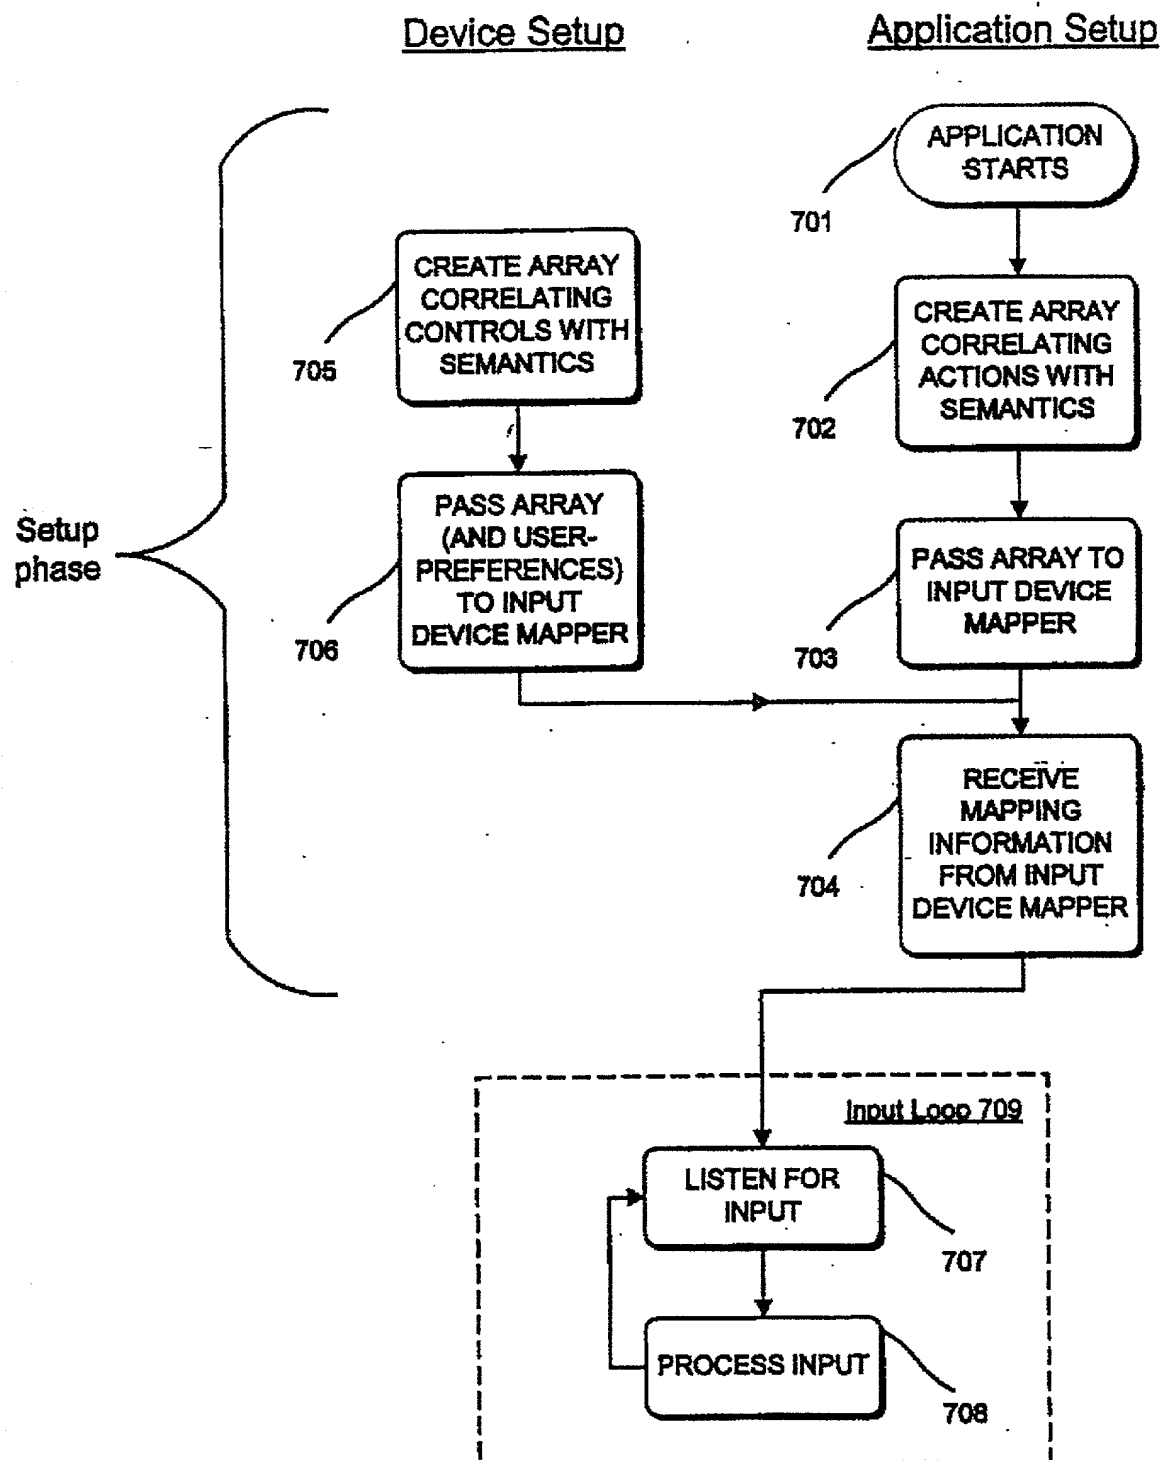 Device Setup
Application Setup
APPLICATION
STARTS
701
CREATE ARRAY
CORRELATING
CONTROLS WITH
SEMANTICS
705
CREATE ARRAY
CORRELATING
ACTIONS WITH
SEMANTICS
702
PASS ARRAY
(AND USER-
PREFERENCES)
TO INPUT
DEVICE MAPPER
706
PASS ARRAY TO
INPUT DEVICE
MAPPER
703
Setup
phase
RECEIVE
MAPPING
INFORMATION
FROM INPUT
DEVICE MAPPER
704
Input Loop 709
LISTEN FOR
INPUT
707
PROCESS INPUT
708